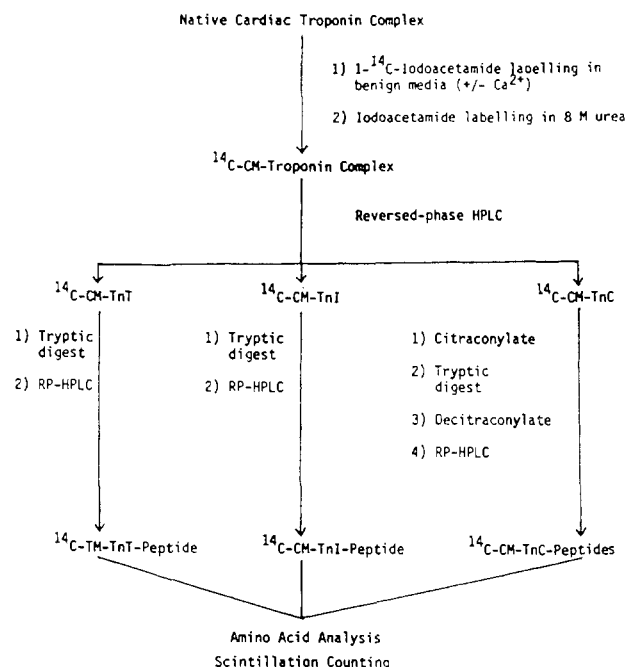 Native Cardiac Troponin Complex
1) 1-¹⁴C-Iodoacetamide labelling in
benign media (+/- Ca²⁺)
2) Iodoacetamide labelling in 8 M urea
¹⁴C-CM-Troponin Complex
Reversed-phase HPLC
¹⁴C-CM-TnT
¹⁴C-CM-TnI
¹⁴C-CM-TnC
1) Tryptic
digest
2) RP-HPLC
1) Tryptic
digest
2) RP-HPLC
1) Citraconylate
2) Tryptic
digest
3) Decitraconylate
4) RP-HPLC
¹⁴C-TM-TnT-Peptide
¹⁴C-CM-TnI-Peptide
¹⁴C-CM-TnC-Peptides
Amino Acid Analysis
Scintillation Counting